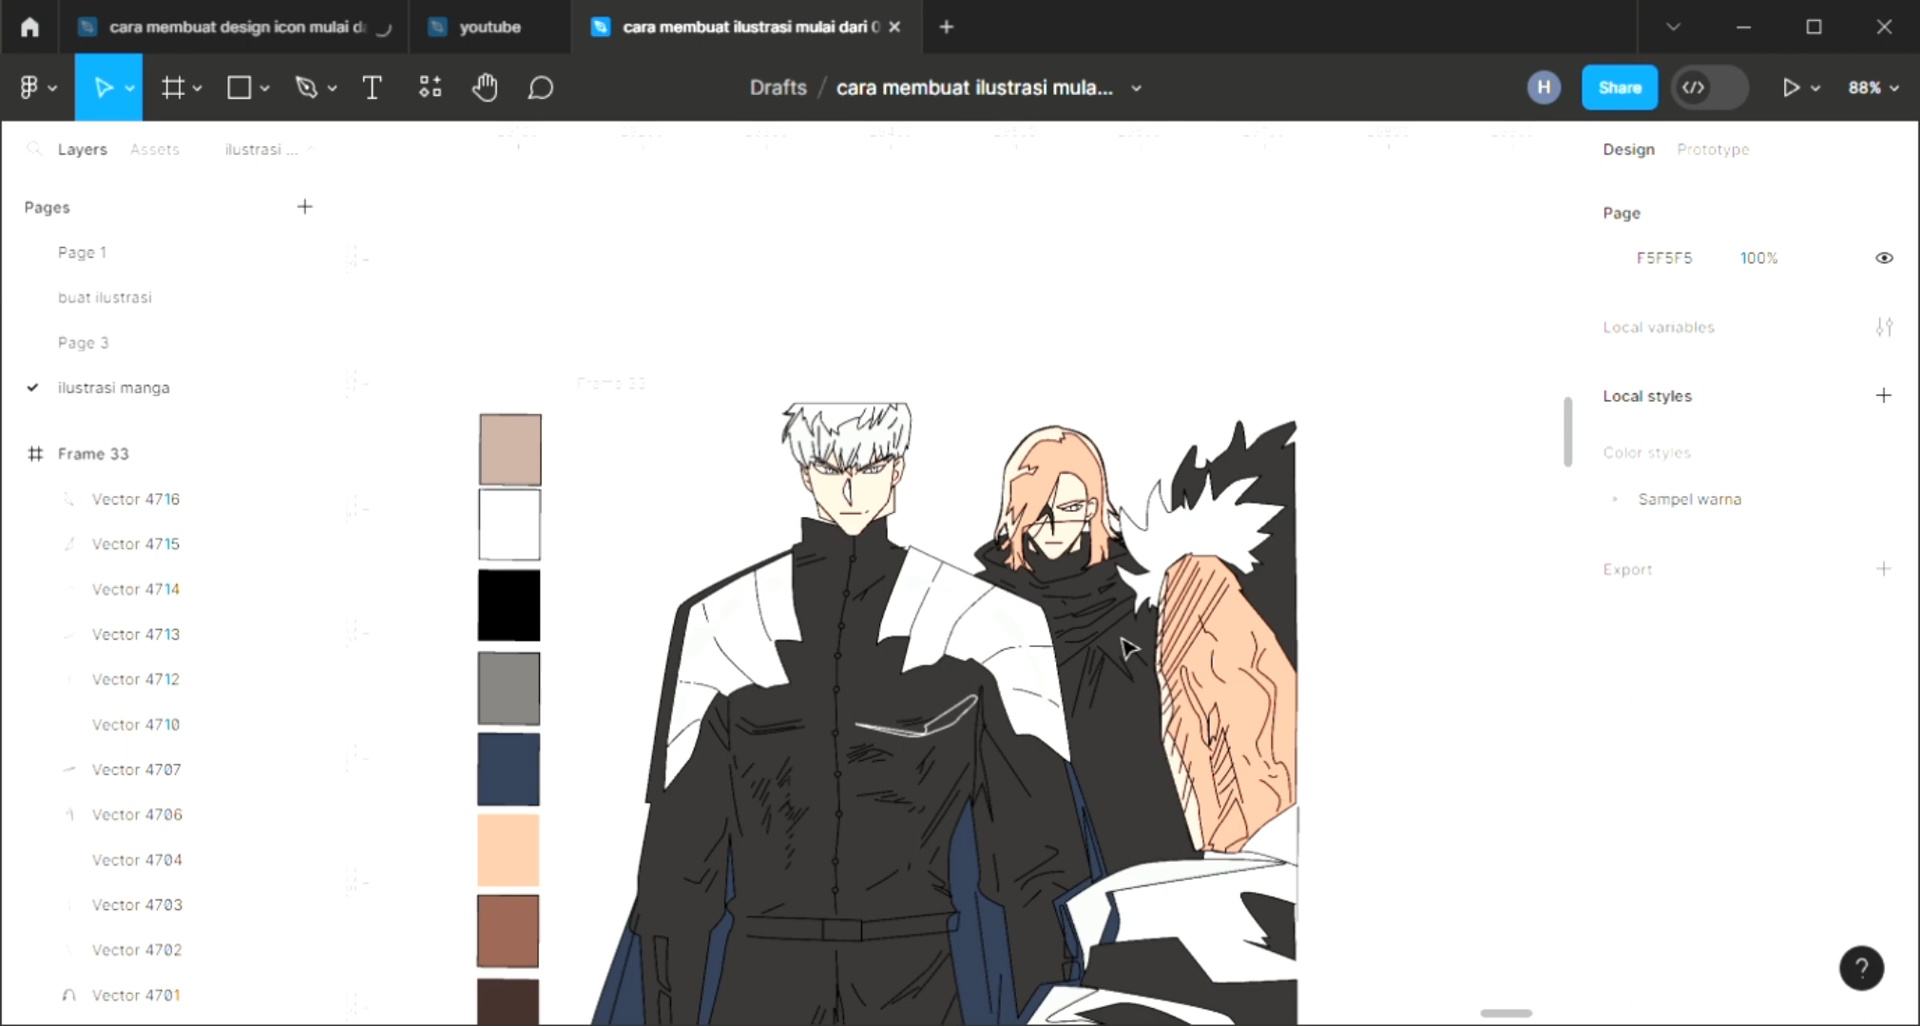 cara membuat design icon mulai d
youtube
cara membuat ilustrasi mulai dari 0
Drafts / cara membuat ilustrasi mula...
H
Share
88%
Layers
Assets
ilustrasi ...
Pages
Page 1
buat ilustrasi
Page 3
ilustrasi manga
Frame 33
Vector 4716
Vector 4715
Vector 4714
Vector 4713
Vector 4712
Vector 4710
Vector 4707
Vector 4706
Vector 4704
Vector 4703
Vector 4702
Vector 4701
Frame 33
Design
Prototype
Page
F5F5F5
100%
Local variables
Local styles
Color styles
Sampel warna
Export
?